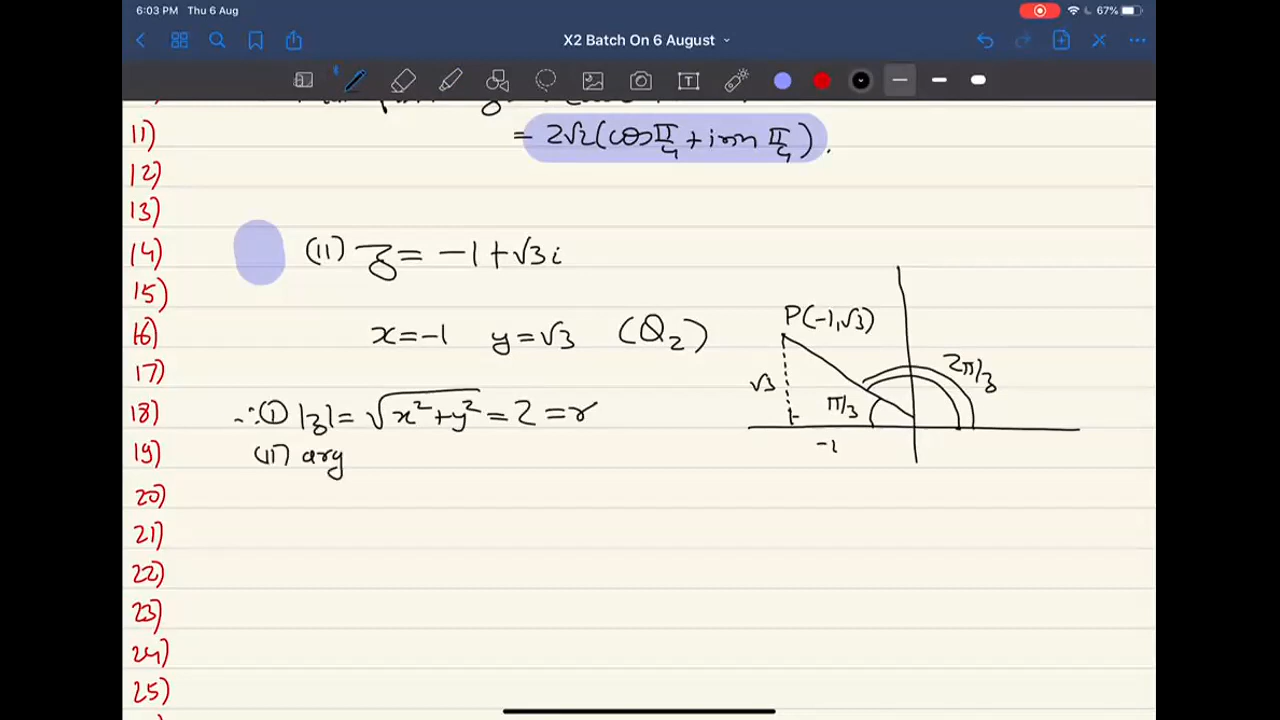 6:03 PM Thu 6 Aug
67%
X2 Batch On 6 August
T
11)
= 2√2(cos π/4 + i sin π/4).
12)
13)
14) (11) z = -1 + √3 i
15)
16) x = -1 y = √3 (Q2)
17)
18) ∴ (i) |z| = √x² + y² = 2 = r
19) (11) arg
20)
21)
22)
23)
24)
25)
P(-1,√3)
2π/3
√3
π/3
-1